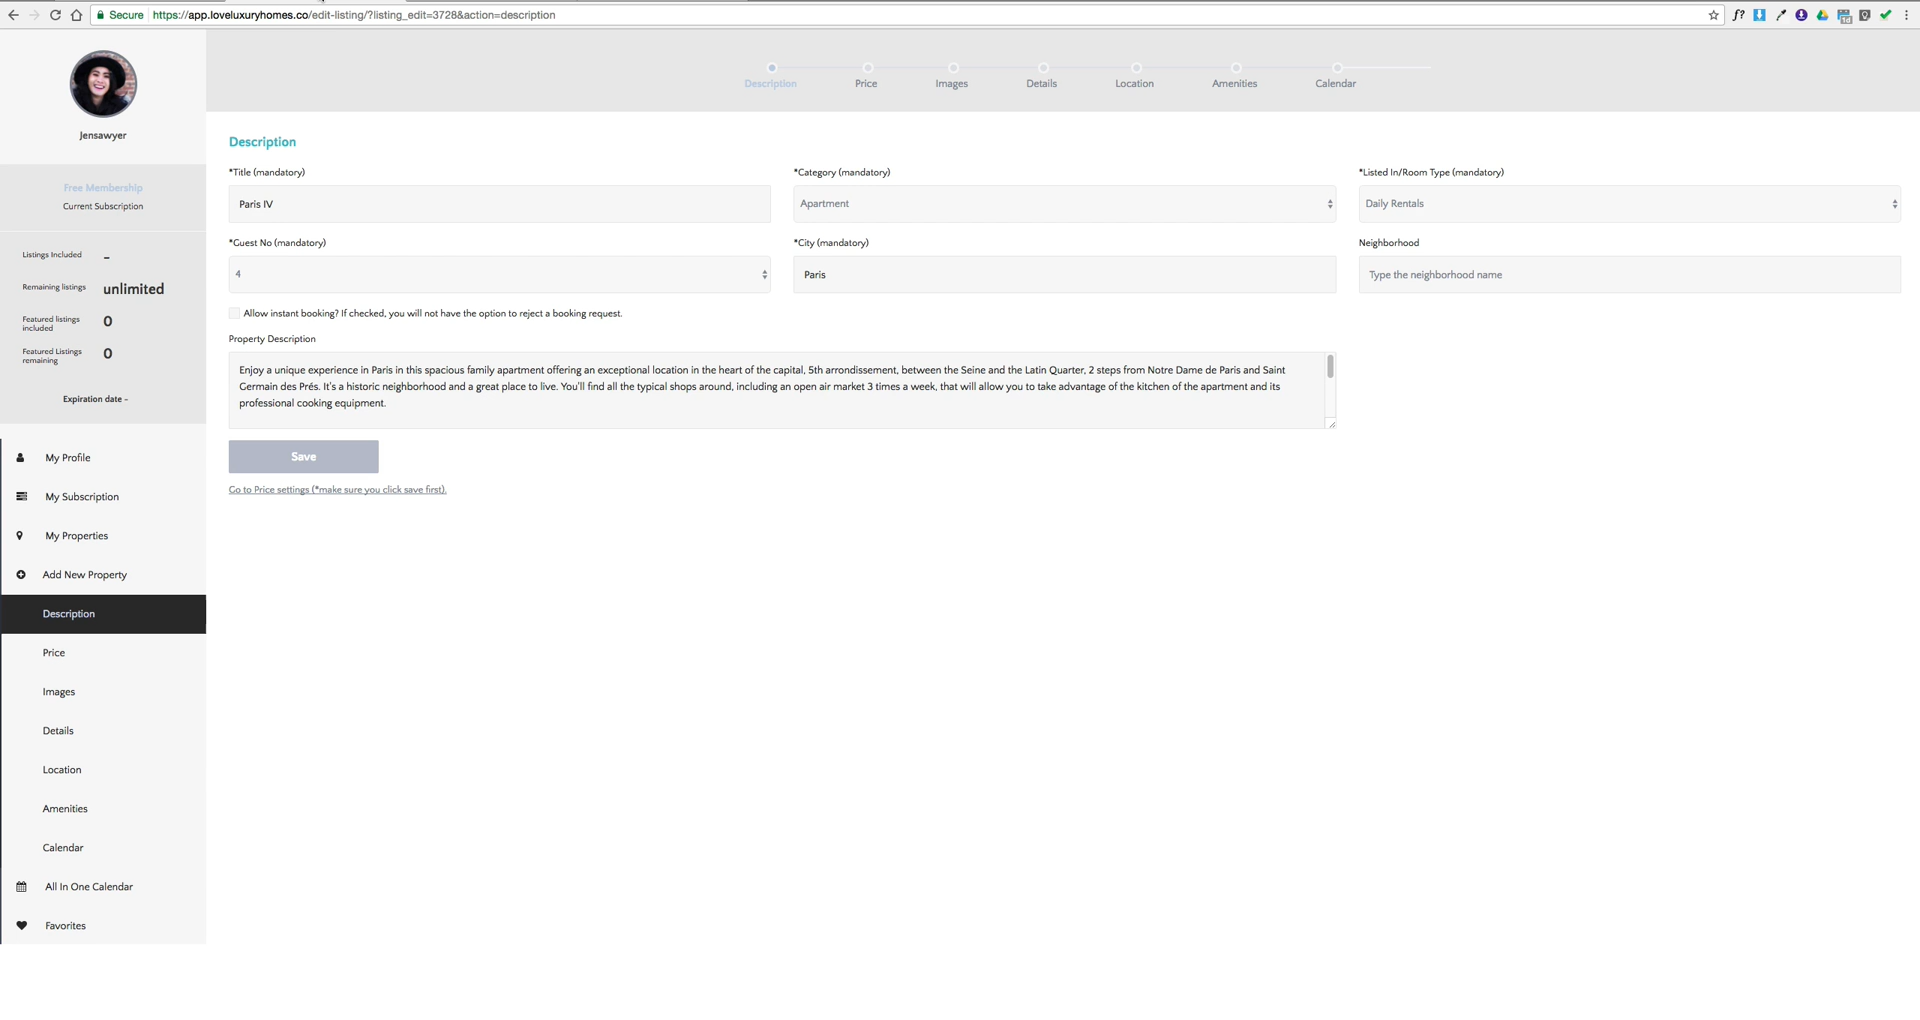 Secure https://app.loveluxuryhomes.co/edit-listing/?listing_edit=3728&action=description
f?
Jensawyer
Free Membership
Current Subscription
Listings Included -
Remaining listings unlimited
Featured listings included 0
Featured Listings remaining 0
Expiration date -
My Profile
My Subscription
My Properties
Add New Property
Description
Price
Images
Details
Location
Amenities
Calendar
All In One Calendar
Favorites
Description Price Images Details Location Amenities Calendar
Description
*Title (mandatory) *Category (mandatory) *Listed In/Room Type (mandatory)
Paris IV Apartment Daily Rentals
*Guest No (mandatory) *City (mandatory) Neighborhood
4 Paris Type the neighborhood name
Allow instant booking? If checked, you will not have the option to reject a booking request.
Property Description
Enjoy a unique experience in Paris in this spacious family apartment offering an exceptional location in the heart of the capital, 5th arrondissement, between the Seine and the Latin Quarter, 2 steps from Notre Dame de Paris and Saint
Germain des Prés. It's a historic neighborhood and a great place to live. You'll find all the typical shops around, including an open air market 3 times a week, that will allow you to take advantage of the kitchen of the apartment and its
professional cooking equipment.
Save
Go to Price settings (*make sure you click save first).